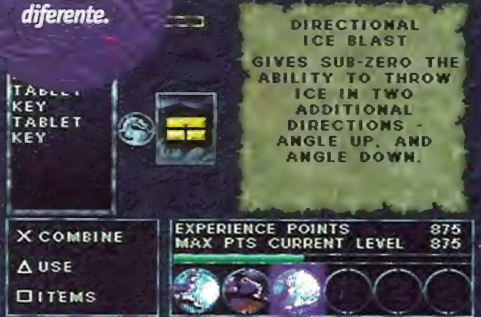 diferente.
TABLET
KEY
TABLET
KEY
DIRECTIONAL
ICE BLAST
GIVES SUB-ZERO THE
ABILITY TO THROW
ICE IN TWO
ADDITIONAL
DIRECTIONS -
ANGLE UP, AND
ANGLE DOWN.
X COMBINE
△ USE
□ ITEMS
EXPERIENCE POINTS 875
MAX PTS CURRENT LEVEL 875